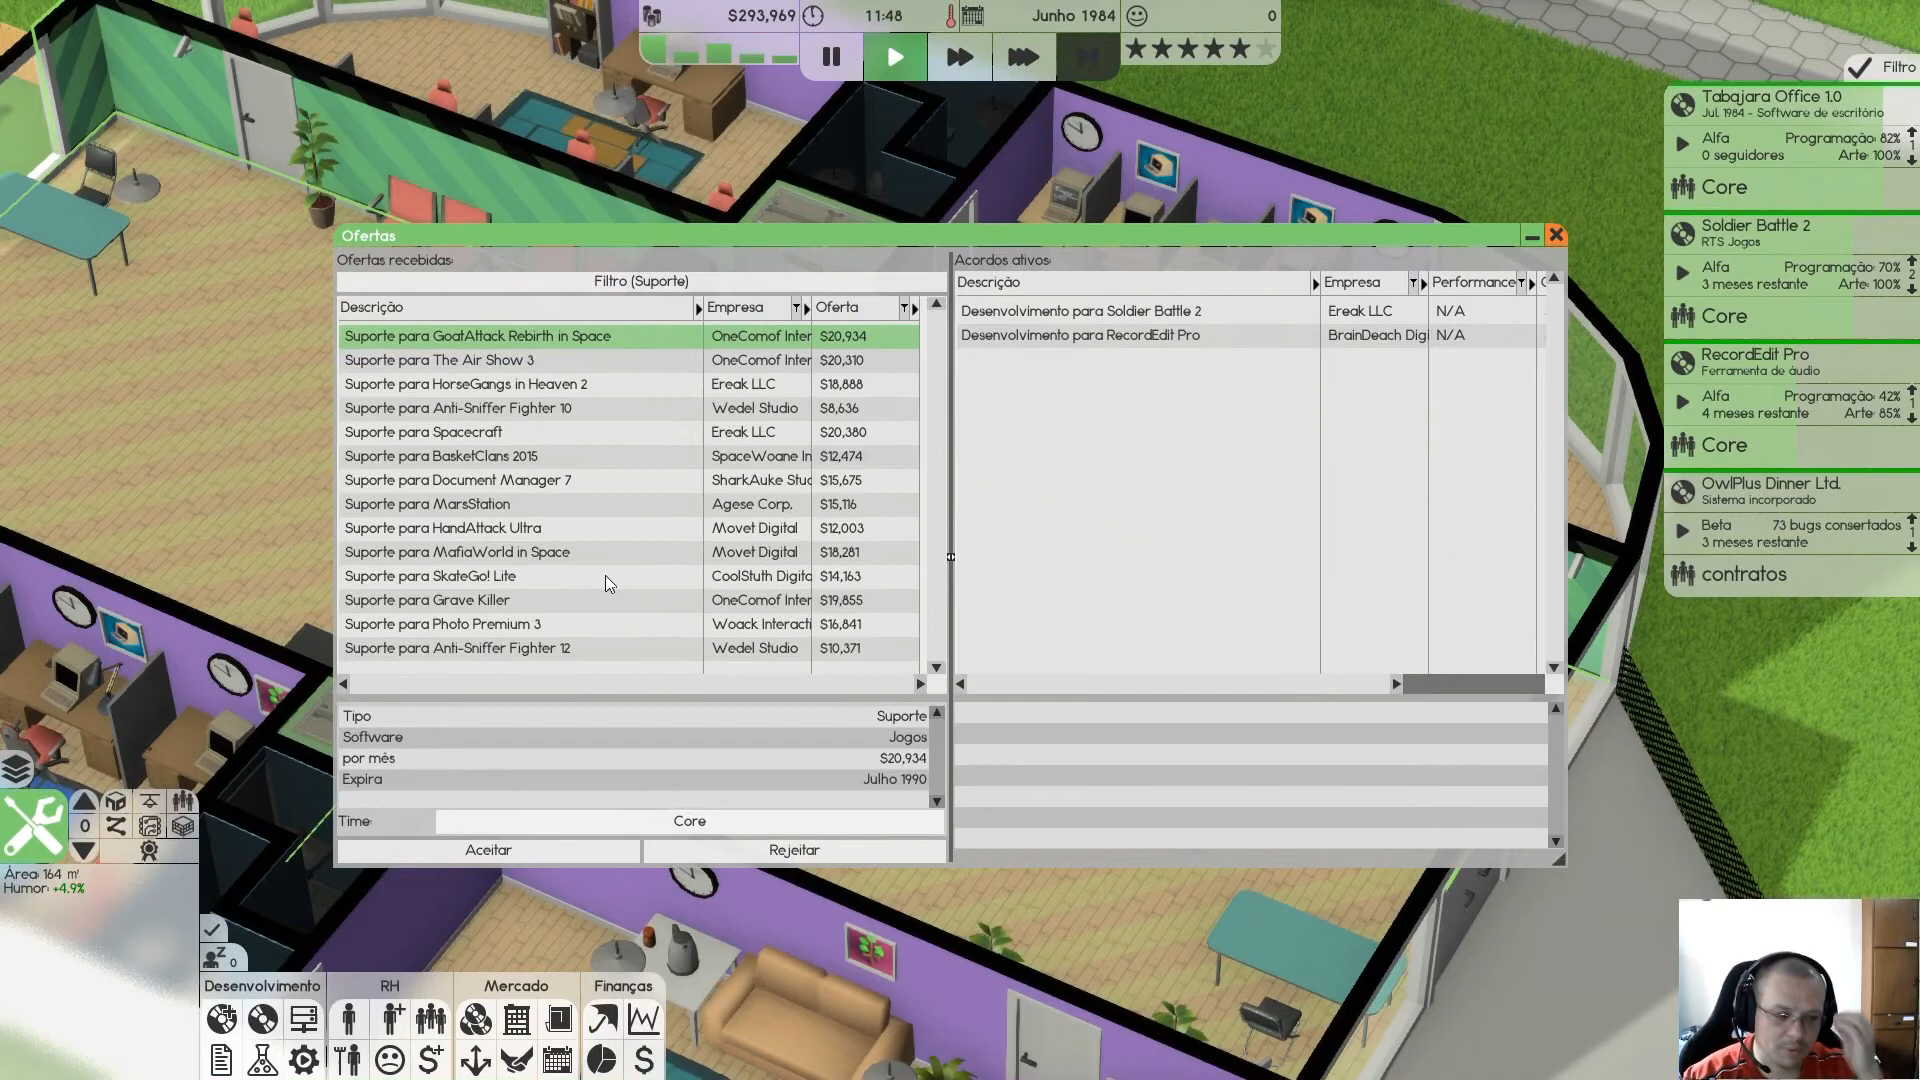 $293,969
11:48
Junho 1984
0
Filtro
Tabajara Office 1.0
Jul. 1984 - Software de escritório
Alfa
Programação: 82%
0 seguidores
Arte: 100%
1
Core
Soldier Battle 2
RTS Jogos
Alfa
Programação: 70%
3 meses restante
Arte: 100%
2
Core
RecordEdit Pro
Ferramenta de áudio
Alfa
Programação: 42%
4 meses restante
Arte: 85%
1
Core
OwlPlus Dinner Ltd.
Sistema incorporado
Beta
73 bugs consertados
3 meses restante
1
contratos
Ofertas
Ofertas recebidas:
Filtro (Suporte)
Descrição Empresa Oferta
Suporte para GoatAttack Rebirth in Space OneComof Inter $20,934
Suporte para The Air Show 3 OneComof Inter $20,310
Suporte para HorseGangs in Heaven 2 Ereak LLC $18,888
Suporte para Anti-Sniffer Fighter 10 Wedel Studio $8,636
Suporte para Spacecraft Ereak LLC $20,380
Suporte para BasketClans 2015 SpaceWoane In $12,474
Suporte para Document Manager 7 SharkAuke Stud $15,675
Suporte para MarsStation Agese Corp. $15,116
Suporte para HandAttack Ultra Movet Digital $12,003
Suporte para MafiaWorld in Space Movet Digital $18,281
Suporte para SkateGo! Lite CoolStuth Digita $14,163
Suporte para Grave Killer OneComof Inter $19,855
Suporte para Photo Premium 3 Woack Interacti $16,841
Suporte para Anti-Sniffer Fighter 12 Wedel Studio $10,371
Tipo Suporte
Software Jogos
por mês $20,934
Expira Julho 1990
Time: Core
Aceitar
Rejeitar
Acordos ativos:
Descrição Empresa Performance
Desenvolvimento para Soldier Battle 2 Ereak LLC N/A
Desenvolvimento para RecordEdit Pro BrainDeach Digi N/A
0
Área: 164 m²
Humor: +4.9%
z
0
Desenvolvimento
RH
Mercado
Finanças